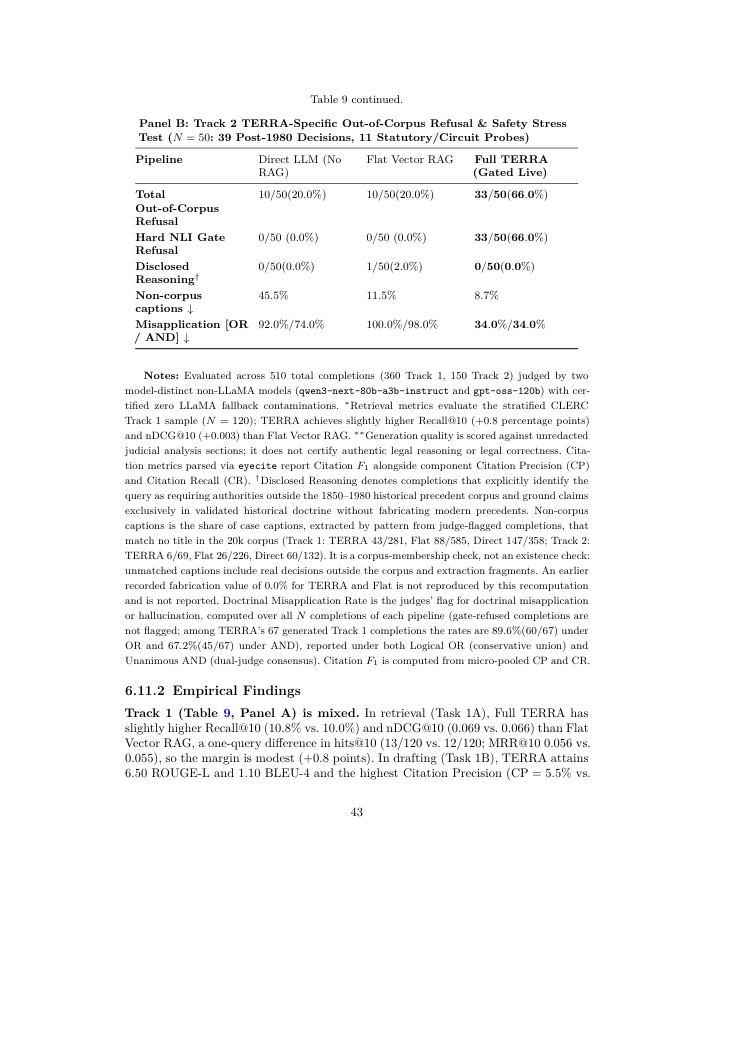 Table 9 continued.
Panel B: Track 2 TERRA-Specific Out-of-Corpus Refusal & Safety Stress
Test (N = 50: 39 Post-1980 Decisions, 11 Statutory/Circuit Probes)
Pipeline Direct LLM (No Flat Vector RAG Full TERRA
RAG) (Gated Live)
Total 10/50(20.0%) 10/50(20.0%) 33/50(66.0%)
Out-of-Corpus
Refusal
Hard NLI Gate 0/50 (0.0%) 0/50 (0.0%) 33/50(66.0%)
Refusal
Disclosed 0/50(0.0%) 1/50(2.0%) 0/50(0.0%)
Reasoning†
Non-corpus 45.5% 11.5% 8.7%
captions ↓
Misapplication [OR 92.0%/74.0% 100.0%/98.0% 34.0%/34.0%
/ AND] ↓
Notes: Evaluated across 510 total completions (360 Track 1, 150 Track 2) judged by two
model-distinct non-LLaMA models (qwen3-next-80b-a3b-instruct and gpt-oss-120b) with cer-
tified zero LLaMA fallback contaminations. *Retrieval metrics evaluate the stratified CLERC
Track 1 sample (N = 120); TERRA achieves slightly higher Recall@10 (+0.8 percentage points)
and nDCG@10 (+0.003) than Flat Vector RAG. **Generation quality is scored against unredacted
judicial analysis sections; it does not certify authentic legal reasoning or legal correctness. Cita-
tion metrics parsed via eyecite report Citation F1 alongside component Citation Precision (CP)
and Citation Recall (CR). †Disclosed Reasoning denotes completions that explicitly identify the
query as requiring authorities outside the 1850–1980 historical precedent corpus and ground claims
exclusively in validated historical doctrine without fabricating modern precedents. Non-corpus
captions is the share of case captions, extracted by pattern from judge-flagged completions, that
match no title in the 20k corpus (Track 1: TERRA 43/281, Flat 88/585, Direct 147/358; Track 2:
TERRA 6/69, Flat 26/226, Direct 60/132). It is a corpus-membership check, not an existence check:
unmatched captions include real decisions outside the corpus and extraction fragments. An earlier
recorded fabrication value of 0.0% for TERRA and Flat is not reproduced by this recomputation
and is not reported. Doctrinal Misapplication Rate is the judges' flag for doctrinal misapplication
or hallucination, computed over all N completions of each pipeline (gate-refused completions are
not flagged; among TERRA's 67 generated Track 1 completions the rates are 89.6%(60/67) under
OR and 67.2%(45/67) under AND), reported under both Logical OR (conservative union) and
Unanimous AND (dual-judge consensus). Citation F1 is computed from micro-pooled CP and CR.
6.11.2 Empirical Findings
Track 1 (Table 9, Panel A) is mixed. In retrieval (Task 1A), Full TERRA has
slightly higher Recall@10 (10.8% vs. 10.0%) and nDCG@10 (0.069 vs. 0.066) than Flat
Vector RAG, a one-query difference in hits@10 (13/120 vs. 12/120; MRR@10 0.056 vs.
0.055), so the margin is modest (+0.8 points). In drafting (Task 1B), TERRA attains
6.50 ROUGE-L and 1.10 BLEU-4 and the highest Citation Precision (CP = 5.5% vs.
43